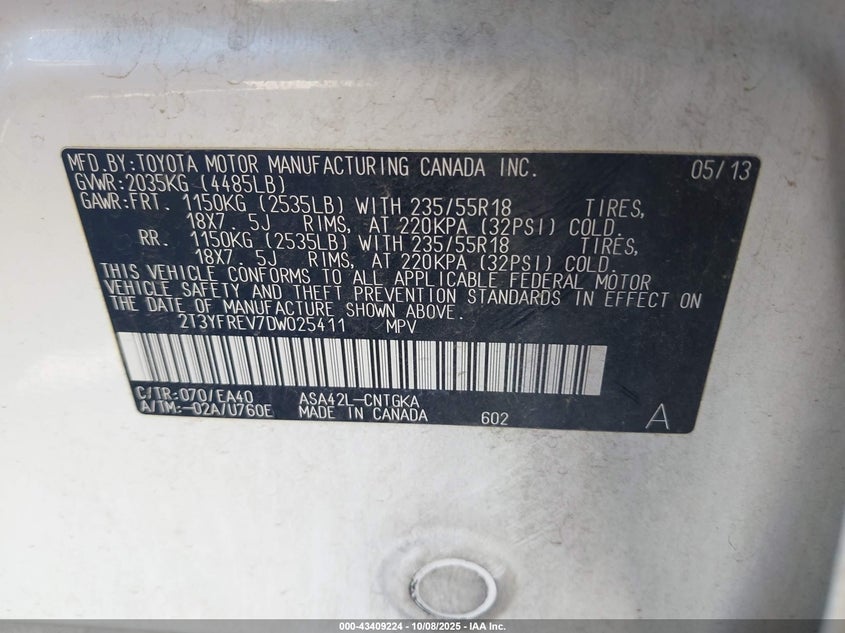 MFD.BY:TOYOTA MOTOR MANUFACTURING CANADA INC. 05/13
GVWR:2035KG (4485LB)
GAWR:FRT. 1150KG (2535LB) WITH 235/55R18 TIRES,
18X7.5J RIMS, AT 220KPA (32PSI) COLD.
RR. 1150KG (2535LB) WITH 235/55R18 TIRES,
18X7.5J RIMS, AT 220KPA (32PSI) COLD.
THIS VEHICLE CONFORMS TO ALL APPLICABLE FEDERAL MOTOR
VEHICLE SAFETY AND THEFT PREVENTION STANDARDS IN EFFECT ON
THE DATE OF MANUFACTURE SHOWN ABOVE.
2T3YFREV7DW025411 MPV
C/TR:070/EA40 ASA42L-CNTGKA
A/TM:-02A/U760E MADE IN CANADA 602 A
000-43409224 - 10/08/2025 - IAA Inc.